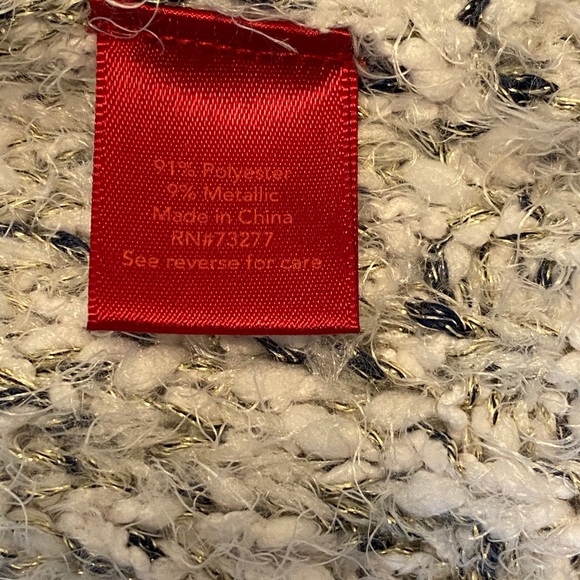 91% Polyester
9% Metallic
Made in China
RN#73277
See reverse for care